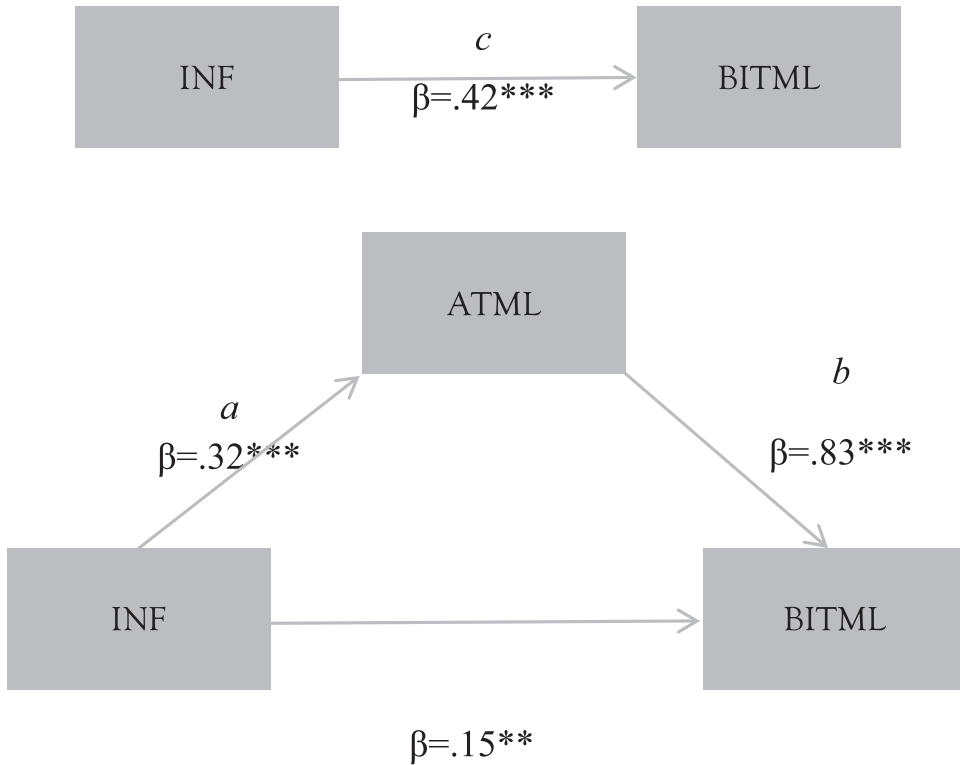 INF
c
β=.42***
BITML
ATML
a
β=.32***
b
β=.83***
INF
BITML
β=.15**